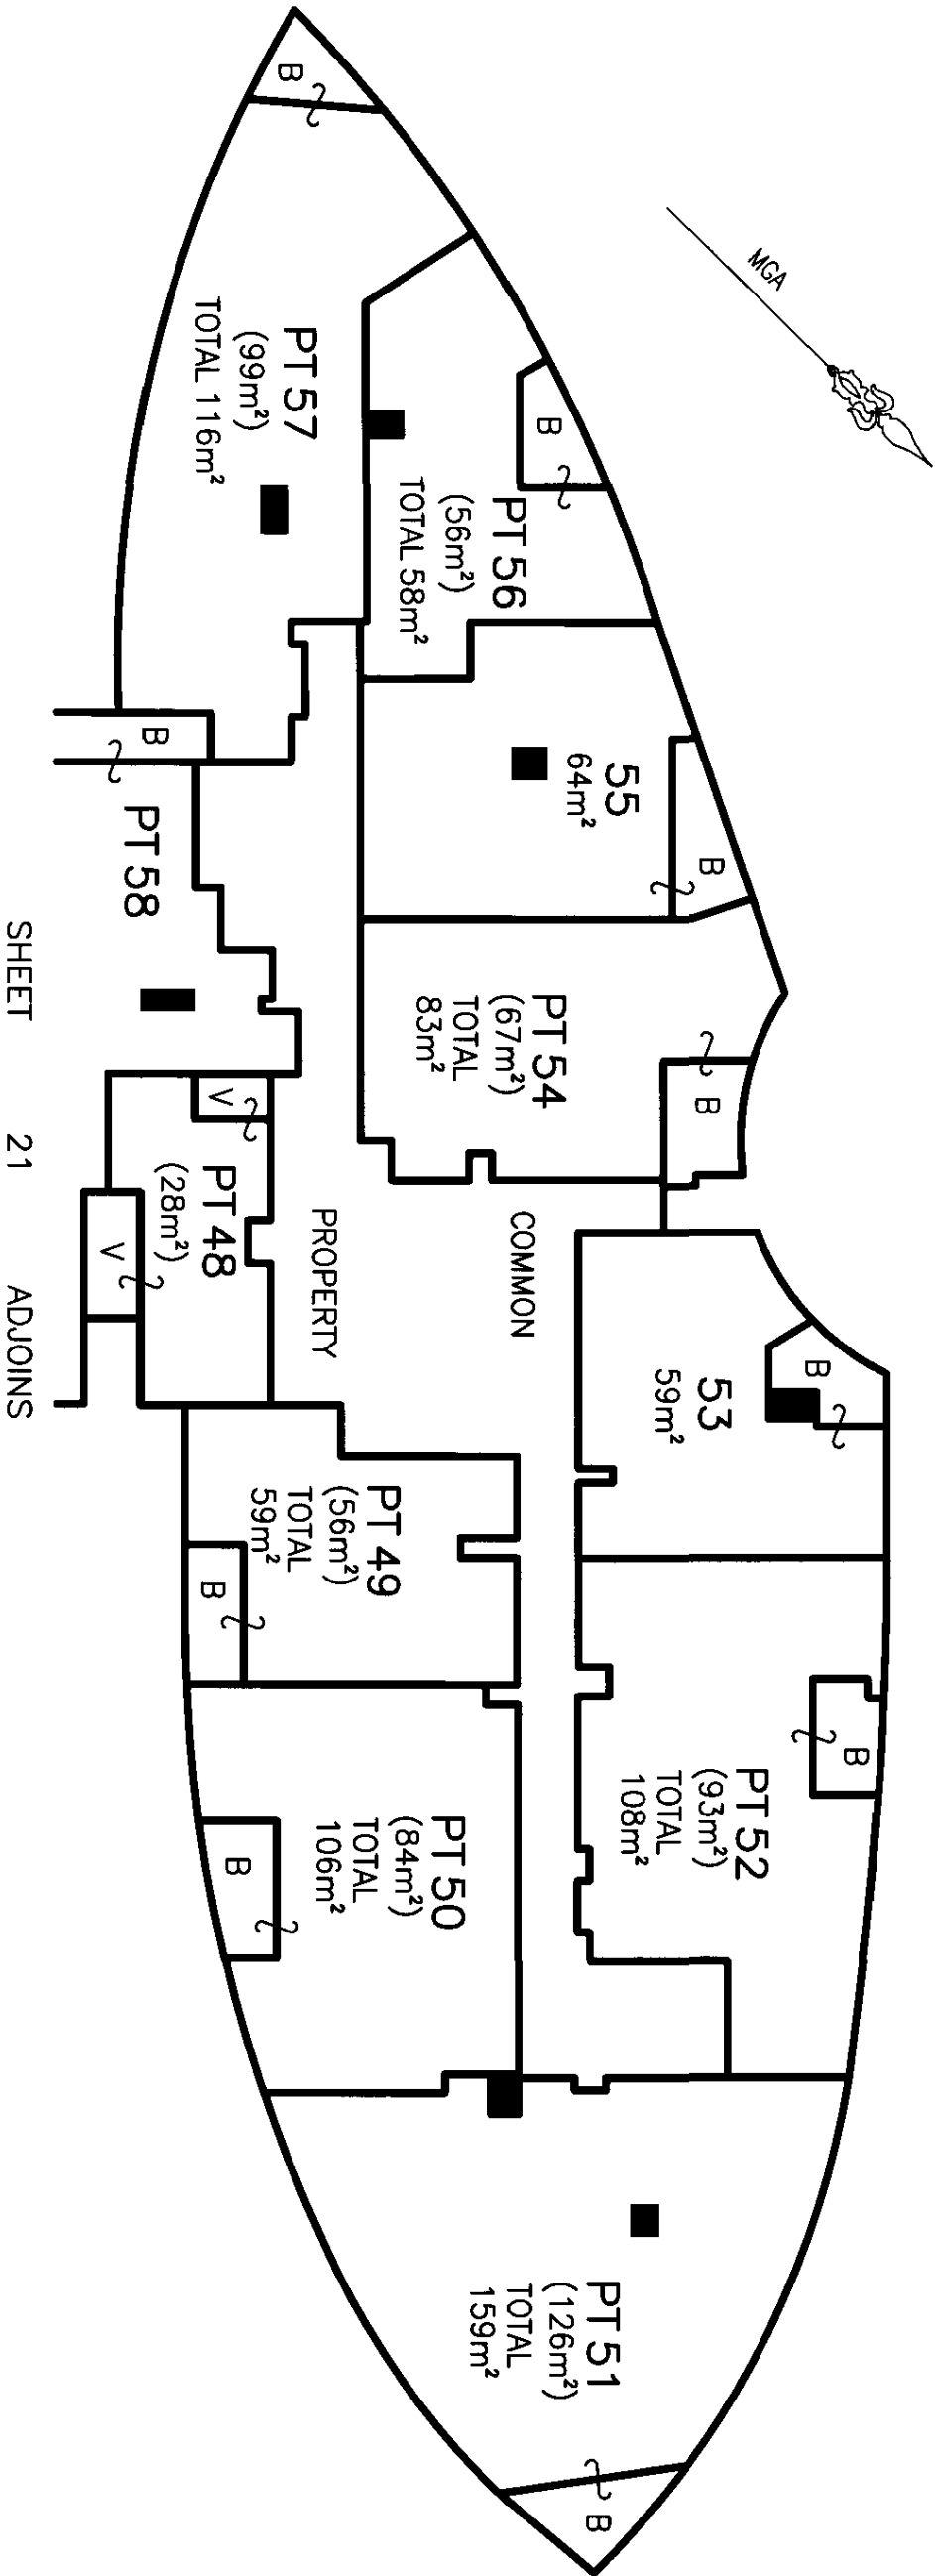 MGA
B
PT 57
(99m²)
TOTAL 116m²
B
PT 56
(56m²)
TOTAL 58m²
B
55
64m²
B
PT 54
(67m²)
TOTAL
83m²
B
B
PT 58
V
PT 48
(28m²)
V
COMMON
PROPERTY
53
59m²
B
PT 49
(56m²)
TOTAL
59m²
B
PT 52
(93m²)
TOTAL
108m²
B
PT 50
(84m²)
TOTAL
106m²
B
PT 51
(126m²)
TOTAL
159m²
B
SHEET 21 ADJOINS